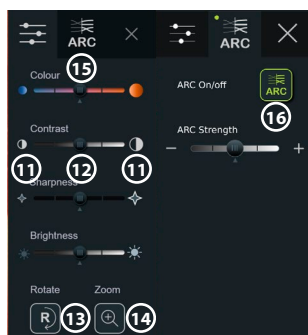 ARC
ARC
15
Colour
ARC On/off
ARC
16
Contrast
ARC Strength
11
12
11
Sharpness
Brightness
Rotate
Zoom
R
13
14